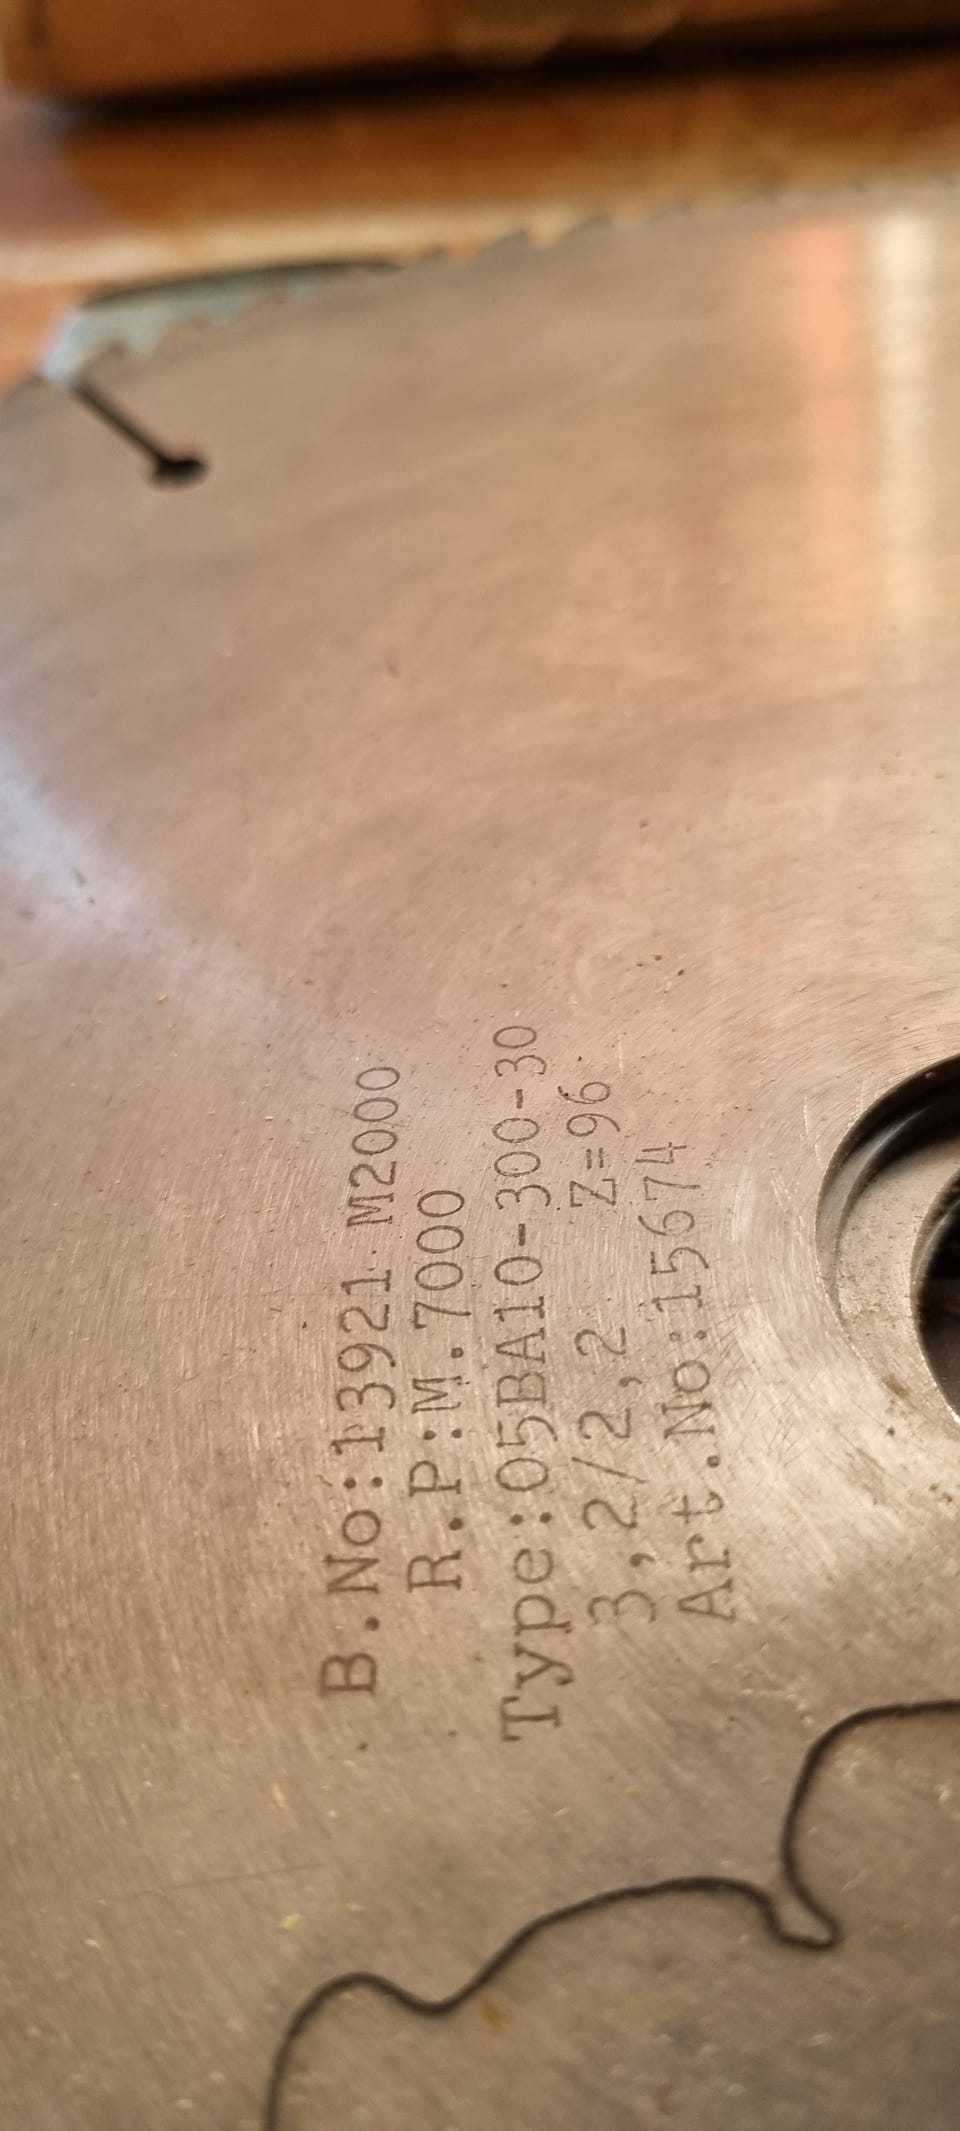 B.No:13921 M2000
R.P:M.7000
Type:05BA10-300-30
3,2/2,2 Z=96
Art.No:15674